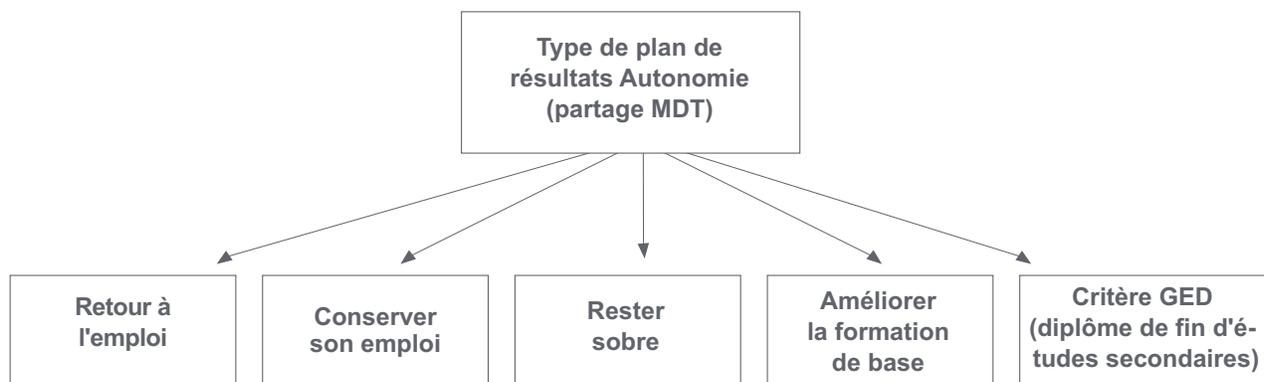 Type de plan de
résultats Autonomie
(partage MDT)
Retour à
l'emploi
Conserver
son emploi
Rester
sobre
Améliorer
la formation
de base
Critère GED
(diplôme de fin d'é-
tudes secondaires)